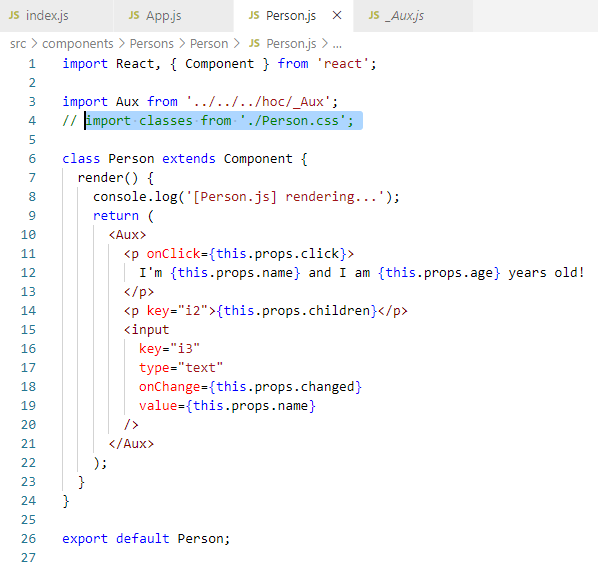 JS index.js JS App.js JS Person.js × JS _Aux.js
src > components > Persons > Person > JS Person.js > ...
1 import React, { Component } from 'react';
2
3 import Aux from '../../../hoc/_Aux';
4 // import classes from './Person.css';
5
6 class Person extends Component {
7 render() {
8 console.log('[Person.js] rendering...');
9 return (
10 <Aux>
11 <p onClick={this.props.click}>
12 I'm {this.props.name} and I am {this.props.age} years old!
13 </p>
14 <p key="i2">{this.props.children}</p>
15 <input
16 key="i3"
17 type="text"
18 onChange={this.props.changed}
19 value={this.props.name}
20 />
21 </Aux>
22 );
23 }
24 }
25
26 export default Person;
27